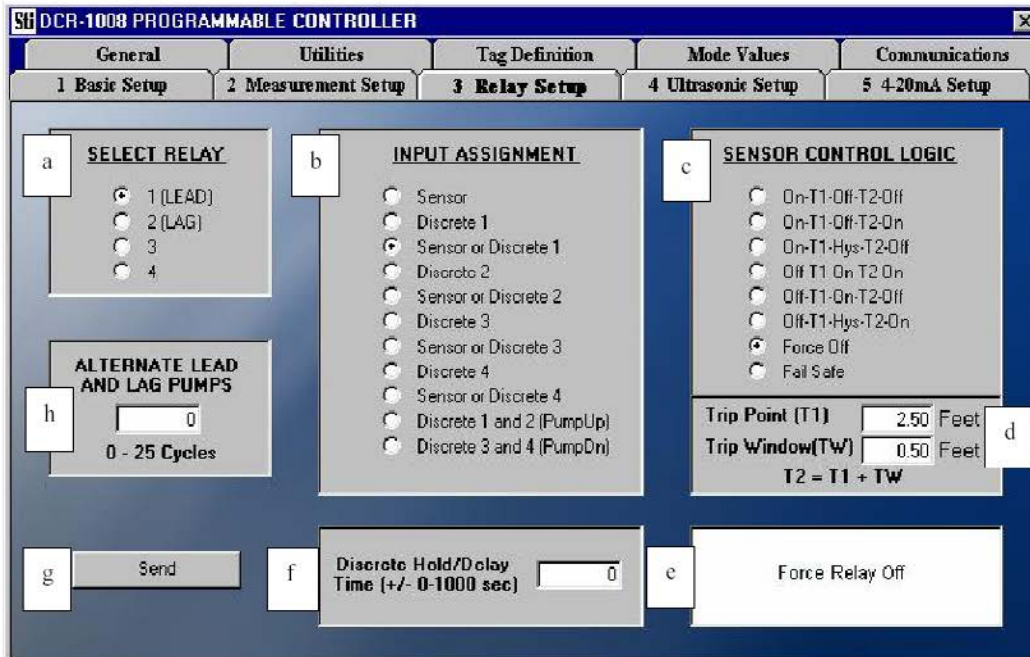 Sti DCR-1008 PROGRAMMABLE CONTROLLER
General Utilities Tag Definition Mode Values Communications
1 Basic Setup 2 Measurement Setup 3 Relay Setup 4 Ultrasonic Setup 5 4-20mA Setup
a
SELECT RELAY
1 (LEAD)
2 (LAG)
3
4
b
INPUT ASSIGNMENT
Sensor
Discrete 1
Sensor or Discrete 1
Discrete 2
Sensor or Discrete 2
Discrete 3
Sensor or Discrete 3
Discrete 4
Sensor or Discrete 4
Discrete 1 and 2 (PumpUp)
Discrete 3 and 4 (PumpDn)
c
SENSOR CONTROL LOGIC
On-T1-Off-T2-Off
On-T1-Off-T2-On
On-T1-Hys-T2-Off
Off-T1-On-T2-On
Off-T1-On-T2-Off
Off-T1-Hys-T2-On
Force Off
Fail Safe
Trip Point (T1) 2.50 Feet
d
Trip Window(TW) 0.50 Feet
T2 = T1 + TW
h
ALTERNATE LEAD
AND LAG PUMPS
0
0 - 25 Cycles
g
Send
f
Discrete Hold/Delay
Time (+/- 0-1000 sec) 0
e
Force Relay Off